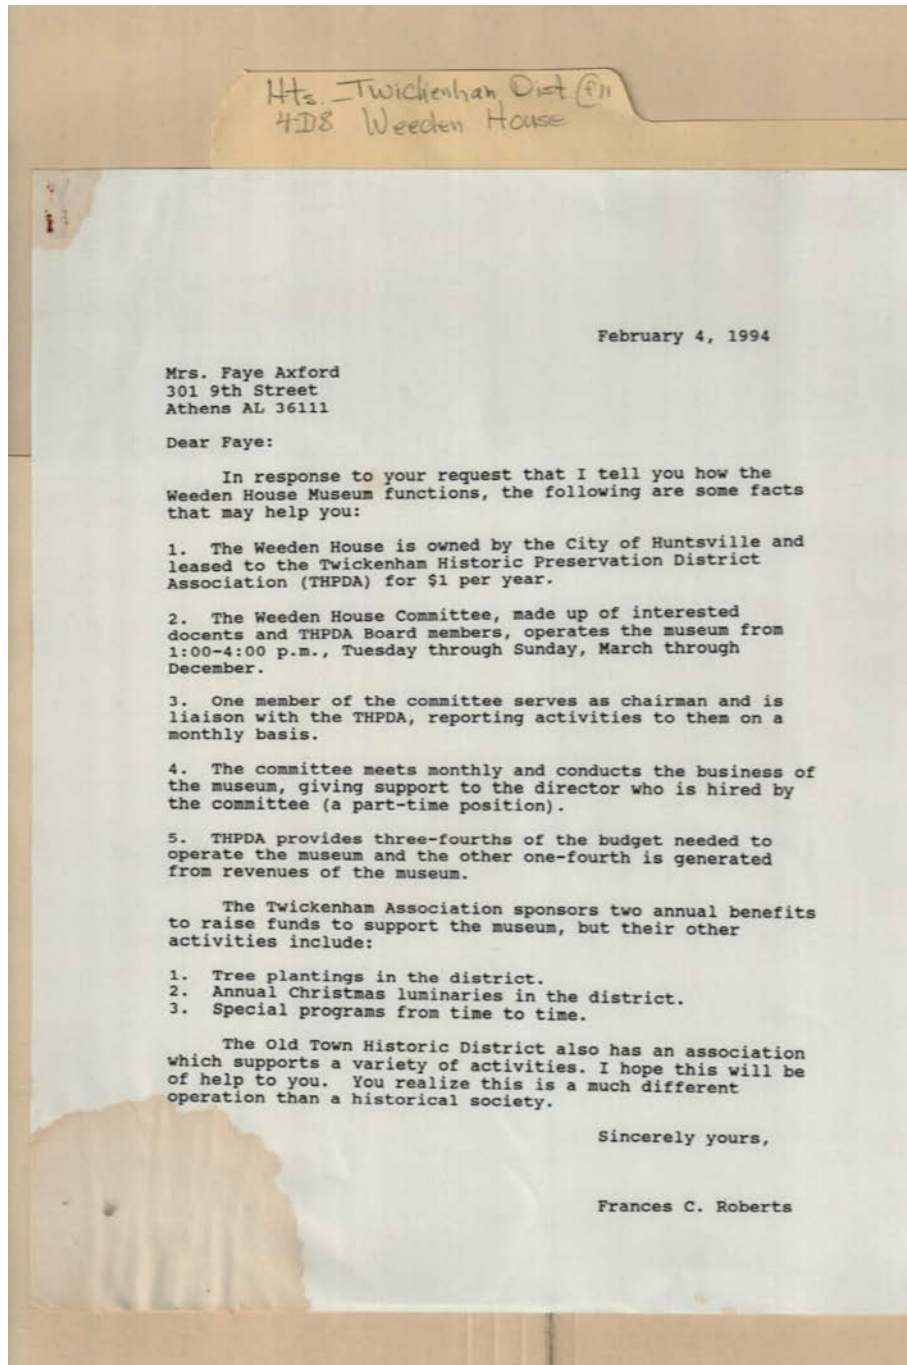 Hts. - Twickenham Dist
4D8 Weeden House
February 4, 1994
Mrs. Faye Axford
301 9th Street
Athens AL 36111
Dear Faye:
In response to your request that I tell you how the
Weeden House Museum functions, the following are some facts
that may help you:
1. The Weeden House is owned by the City of Huntsville and
leased to the Twickenham Historic Preservation District
Association (THPDA) for $1 per year.
2. The Weeden House Committee, made up of interested
docents and THPDA Board members, operates the museum from
1:00-4:00 p.m., Tuesday through Sunday, March through
December.
3. One member of the committee serves as chairman and is
liaison with the THPDA, reporting activities to them on a
monthly basis.
4. The committee meets monthly and conducts the business of
the museum, giving support to the director who is hired by
the committee (a part-time position).
5. THPDA provides three-fourths of the budget needed to
operate the museum and the other one-fourth is generated
from revenues of the museum.
The Twickenham Association sponsors two annual benefits
to raise funds to support the museum, but their other
activities include:
1. Tree plantings in the district.
2. Annual Christmas luminaries in the district.
3. Special programs from time to time.
The Old Town Historic District also has an association
which supports a variety of activities. I hope this will be
of help to you. You realize this is a much different
operation than a historical society.
Sincerely yours,
Frances C. Roberts